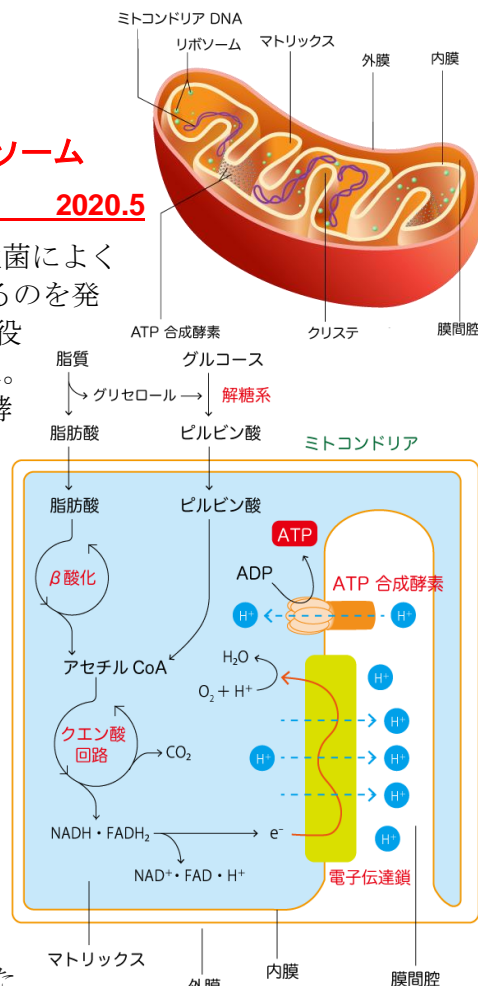 ミトコンドリア DNA
リボソーム
マトリックス
外膜
内膜
ソーム
2020.5
菌によく
るのを発
役
。
ATP 合成酵素
クリステ
膜間腔
脂質
グルコース
グリセロール
解糖系
酵
脂肪酸
ピルビン酸
ミトコンドリア
脂肪酸
ピルビン酸
ATP
ADP
ATP 合成酵素
β酸化
H⁺
H⁺
H₂O
アセチル CoA
O₂ + H⁺
H⁺
H⁺
クエン酸
回路
CO₂
H⁺
H⁺
H⁺
NADH・FADH₂
e⁻
H⁺
NAD⁺・FAD・H⁺
電子伝達鎖
マトリックス
内膜
外膜
膜間腔